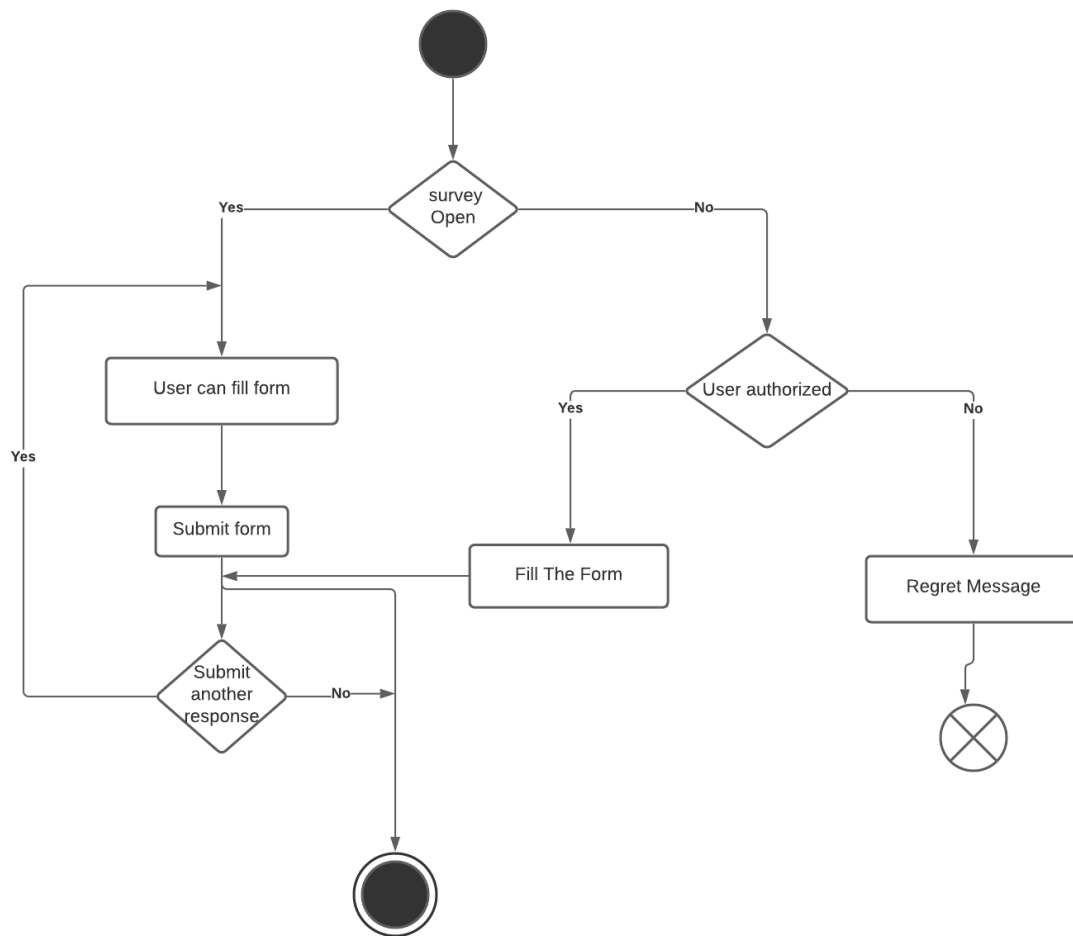 survey
Open
Yes
No
User can fill form
User authorized
Yes
No
Yes
Submit form
Fill The Form
Regret Message
Submit
another
response
No